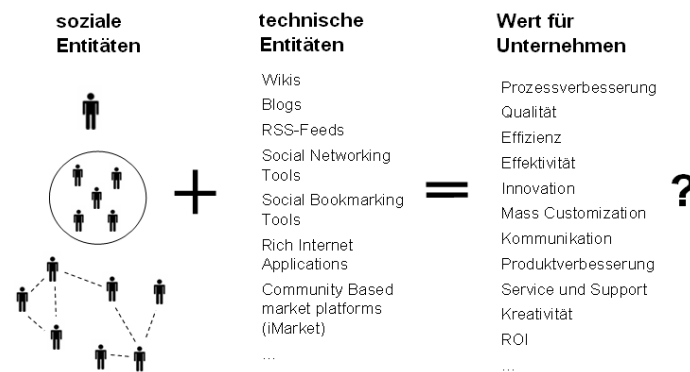 soziale
Entitäten
+
technische
Entitäten
Wikis
Blogs
RSS-Feeds
Social Networking
Tools
Social Bookmarking
Tools
Rich Internet
Applications
Community Based
market platforms
(iMarket)
...
=
Wert für
Unternehmen
Prozessverbesserung
Qualität
Effizienz
Effektivität
Innovation
Mass Customization
Kommunikation
Produktverbesserung
Service und Support
Kreativität
ROI
...
?